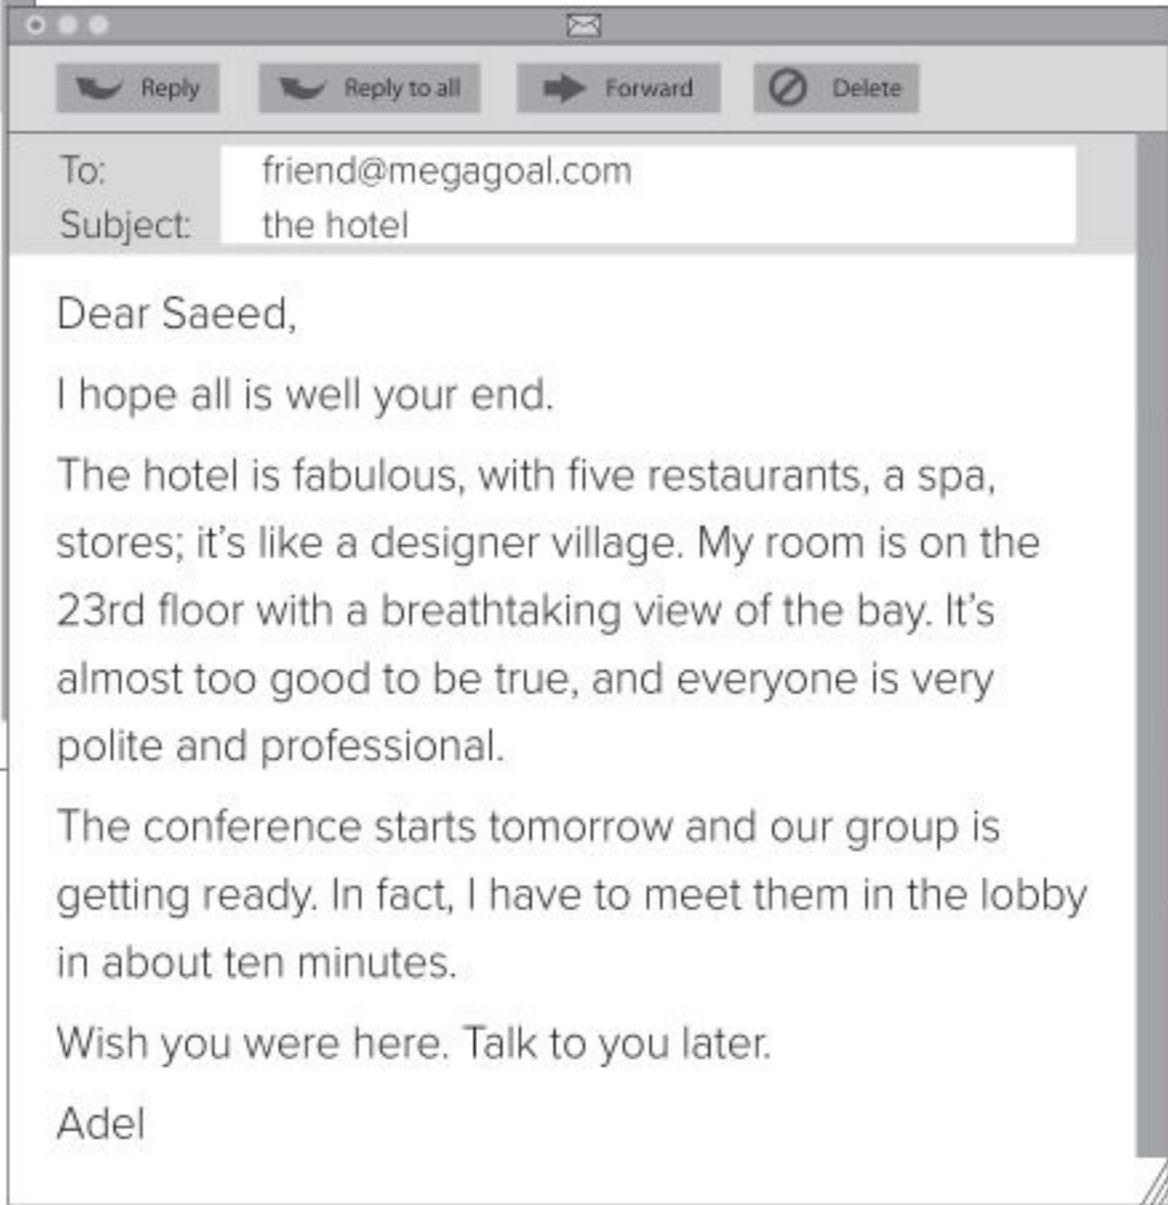 Reply Reply to all Forward Delete
To: friend@megagoal.com
Subject: the hotel
Dear Saeed,
I hope all is well your end.
The hotel is fabulous, with five restaurants, a spa,
stores; it's like a designer village. My room is on the
23rd floor with a breathtaking view of the bay. It's
almost too good to be true, and everyone is very
polite and professional.
The conference starts tomorrow and our group is
getting ready. In fact, I have to meet them in the lobby
in about ten minutes.
Wish you were here. Talk to you later.
Adel